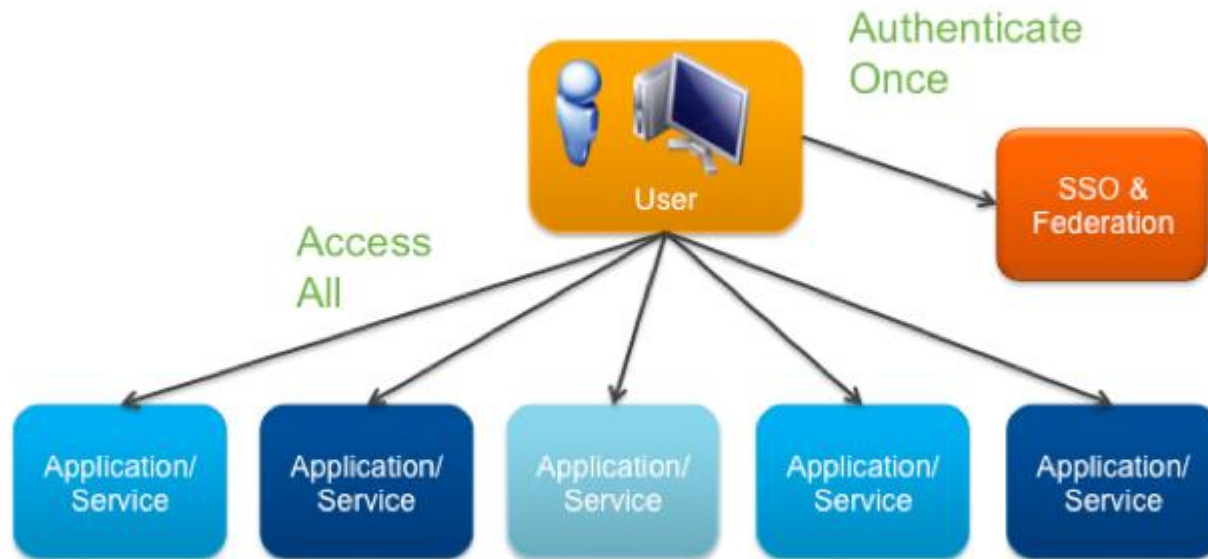 Authenticate
Once
User
SSO &
Federation
Access
All
Application/
Service
Application/
Service
Application/
Service
Application/
Service
Application/
Service